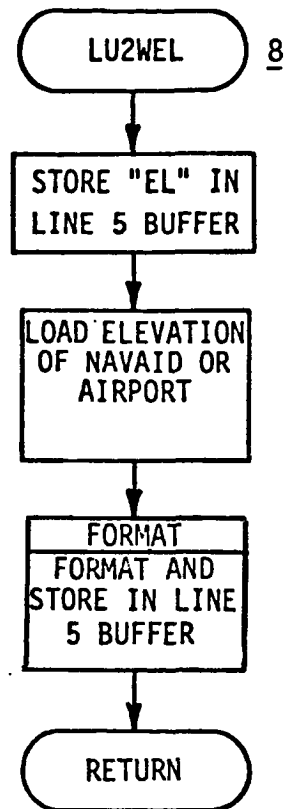 LU2WEL 8
STORE "EL" IN
LINE 5 BUFFER
LOAD ELEVATION
OF NAVAID OR
AIRPORT
FORMAT
FORMAT AND
STORE IN LINE
5 BUFFER
RETURN